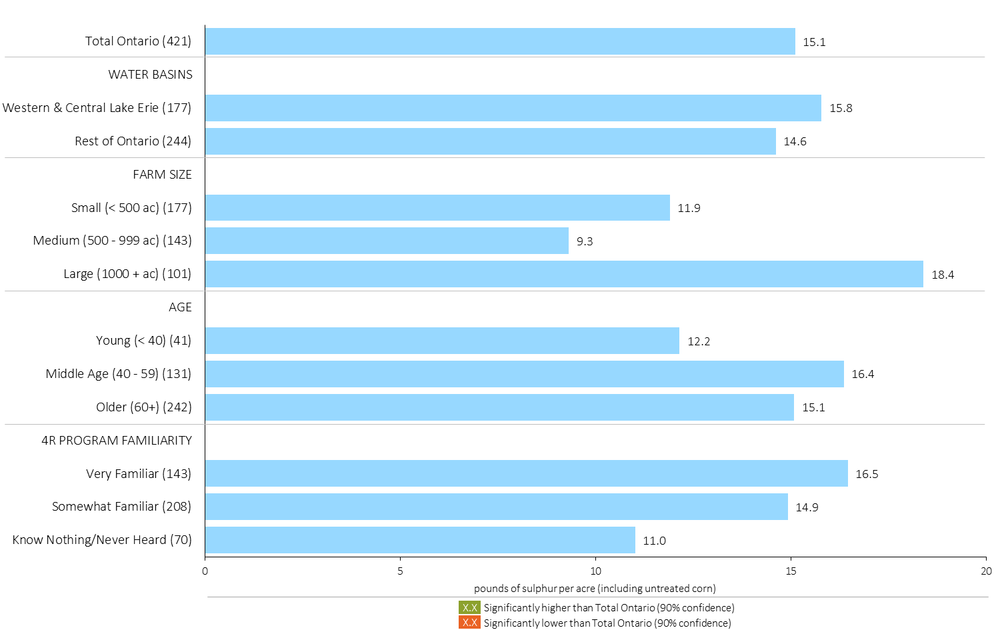 Total Ontario (421) 15.1
WATER BASINS
Western & Central Lake Erie (177) 15.8
Rest of Ontario (244) 14.6
FARM SIZE
Small (< 500 ac) (177) 11.9
Medium (500 - 999 ac) (143) 9.3
Large (1000 + ac) (101) 18.4
AGE
Young (< 40) (41) 12.2
Middle Age (40 - 59) (131) 16.4
Older (60+) (242) 15.1
4R PROGRAM FAMILIARITY
Very Familiar (143) 16.5
Somewhat Familiar (208) 14.9
Know Nothing/Never Heard (70) 11.0
0 5 10 15 20
pounds of sulphur per acre (including untreated corn)
X.X Significantly higher than Total Ontario (90% confidence)
X.X Significantly lower than Total Ontario (90% confidence)